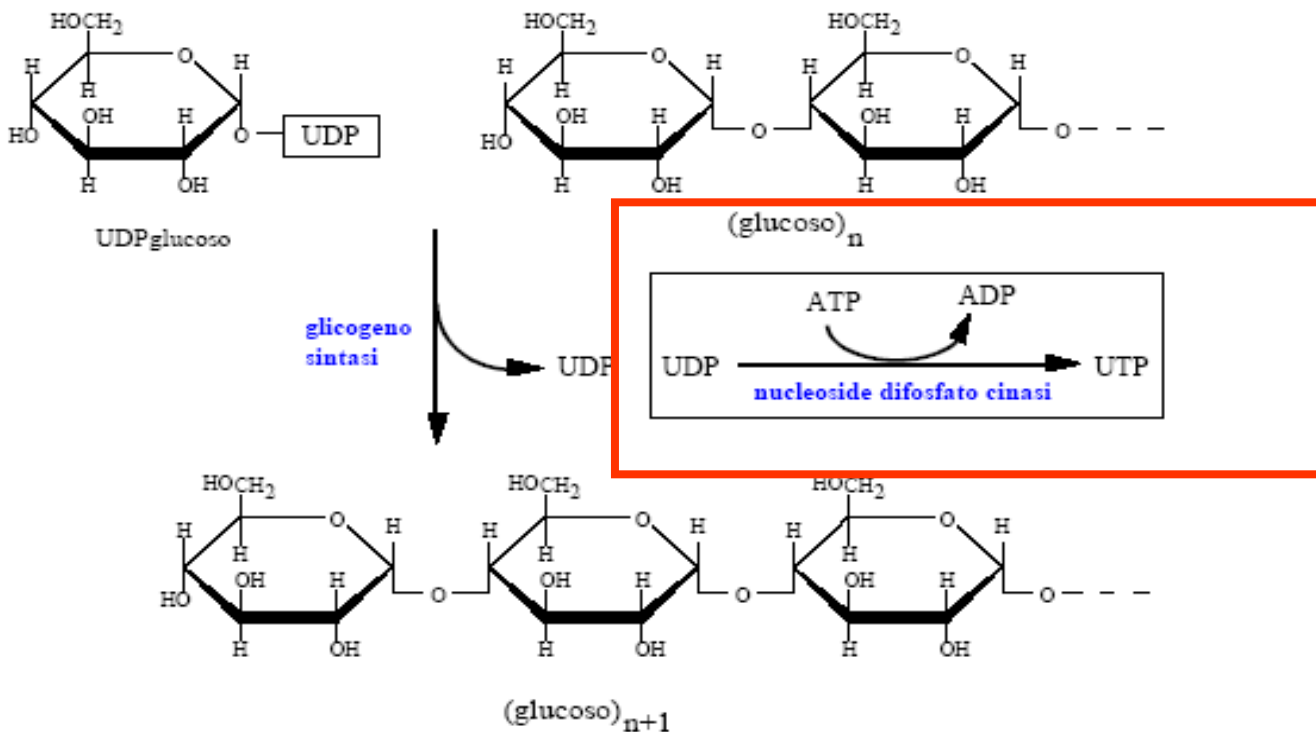 HOCH2
O
H
H
H
OH
H
HO
O
UDP
H
OH
UDPglucoso
HOCH2
O
H
H
H
OH
H
HO
H
OH
O
HOCH2
O
H
H
OH
H
H
OH
O
(glucoso)n
glicogeno
sintasi
UDP
ATP
ADP
UDP
UTP
nucleoside difosfato cinasi
HOCH2
O
H
H
H
OH
H
HO
H
OH
O
HOCH2
O
H
H
OH
H
H
OH
O
HOCH2
O
H
H
OH
H
H
OH
O
(glucoso)n+1